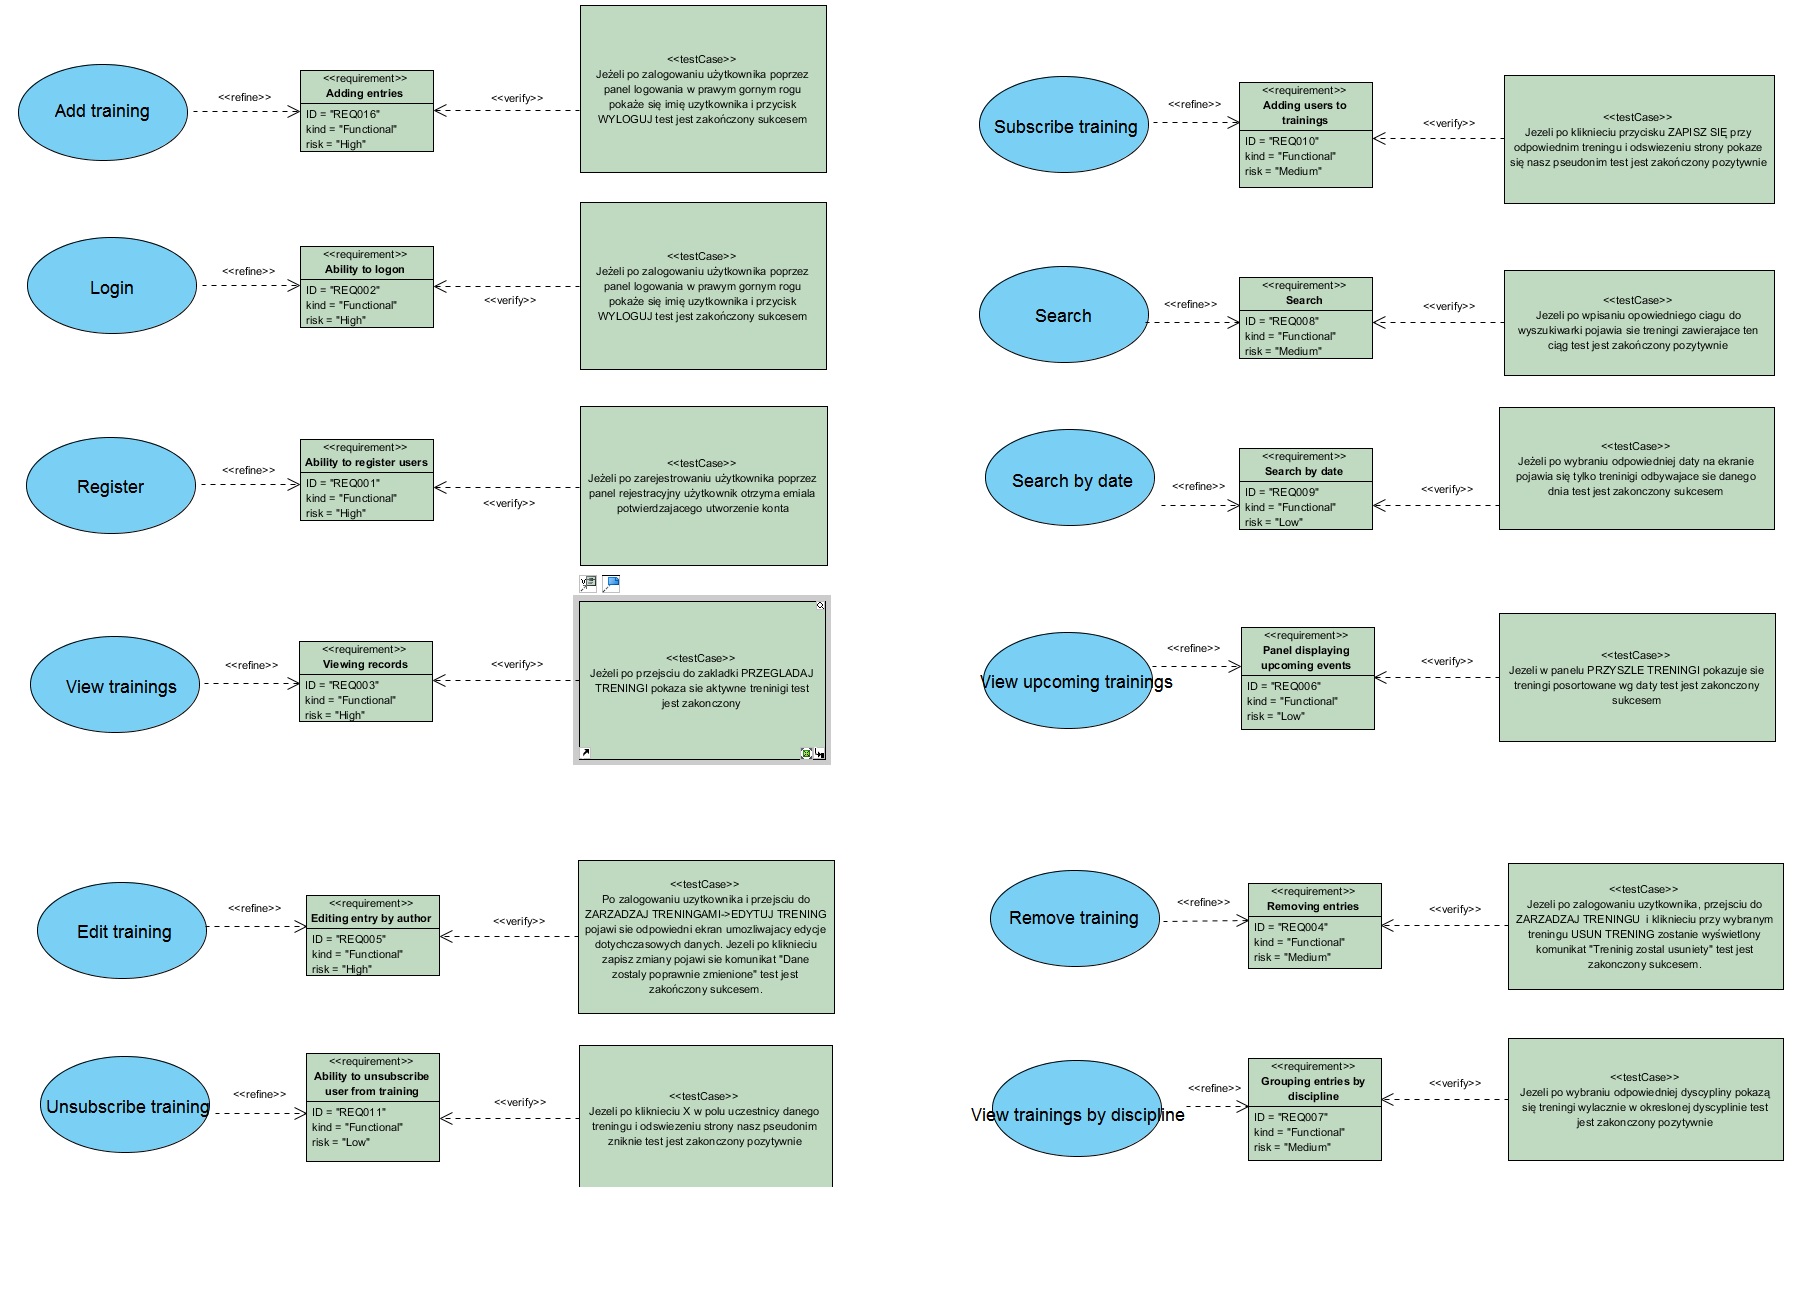 Add training
<<refine>>
<<requirement>>
Adding entries
ID = "REQ016"
kind = "Functional"
risk = "High"
<<verify>>
<<testCase>>
Jeżeli po zalogowaniu użytkownika poprzez
panel logowania w prawym gornym rogu
pokaże się imię uzytkownika i przycisk
WYLOGUJ test jest zakończony sukcesem
Login
<<refine>>
<<requirement>>
Ability to logon
ID = "REQ002"
kind = "Functional"
risk = "High"
<<verify>>
<<testCase>>
Jeżeli po zalogowaniu użytkownika poprzez
panel logowania w prawym gornym rogu
pokaże się imię uzytkownika i przycisk
WYLOGUJ test jest zakończony sukcesem
Register
<<refine>>
<<requirement>>
Ability to register users
ID = "REQ001"
kind = "Functional"
risk = "High"
<<verify>>
<<testCase>>
Jeżeli po zarejestrowaniu użytkownika poprzez
panel rejestracyjny użytkownik otrzyma emiala
potwierdzajacego utworzenie konta
View trainings
<<refine>>
<<requirement>>
Viewing records
ID = "REQ003"
kind = "Functional"
risk = "High"
<<verify>>
<<testCase>>
Jeżeli po przejsciu do zakladki PRZEGLADAJ
TRENINGI pokaza sie aktywne treninigi test
jest zakonczony
Edit training
<<refine>>
<<requirement>>
Editing entry by author
ID = "REQ005"
kind = "Functional"
risk = "High"
<<verify>>
<<testCase>>
Po zalogowaniu uzytkownika i przejsciu do
ZARZADZAJ TRENINGAMI->EDYTUJ TRENING
pojawi sie odpowiedni ekran umozliwajacy edycje
dotychczasowych danych. Jezeli po kliknieciu
zapisz zmiany pojawi sie komunikat "Dane
zostaly poprawnie zmienione" test jest
zakończony sukcesem.
Unsubscribe training
<<refine>>
<<requirement>>
Ability to unsubscribe
user from training
ID = "REQ011"
kind = "Functional"
risk = "Low"
<<verify>>
<<testCase>>
Jezeli po klknieciu X w polu uczestnicy danego
treningu i odswiezeniu strony nasz pseudonim
zniknie test jest zakonczony pozytywnie
Subscribe training
<<refine>>
<<requirement>>
Adding users to
trainings
ID = "REQ010"
kind = "Functional"
risk = "Medium"
<<verify>>
<<testCase>>
Jezeli po kliknieciu przycisku ZAPISZ SIĘ przy
odpowiednim treningu i odswiezeniu strony pokaze
się nasz pseudonim test jest zakończony pozytywnie
Search
<<refine>>
<<requirement>>
Search
ID = "REQ008"
kind = "Functional"
risk = "Medium"
<<verify>>
<<testCase>>
Jezeli po wpisaniu opowiedniego ciagu do
wyszukiwarki pojawia sie treningi zawierajace ten
ciąg test jest zakończony pozytywnie
Search by date
<<refine>>
<<requirement>>
Search by date
ID = "REQ009"
kind = "Functional"
risk = "Low"
<<verify>>
<<testCase>>
Jeżeli po wybraniu odpowiedniej daty na ekranie
pojawia się tylko treninigi odbywajace sie danego
dnia test jest zakonczony sukcesem
View upcoming trainings
<<refine>>
<<requirement>>
Panel displaying
upcoming events
ID = "REQ006"
kind = "Functional"
risk = "Low"
<<verify>>
<<testCase>>
Jezeli w panelu PRZYSZLE TRENINGI pokazuje sie
treningi posortowane wg daty test jest zakonczony
sukcesem
Remove training
<<refine>>
<<requirement>>
Removing entries
ID = "REQ004"
kind = "Functional"
risk = "Medium"
<<verify>>
<<testCase>>
Jezeli po zalogowaniu uzytkownika, przejsciu do
ZARZADZAJ TRENINGU i kliknieciu przy wybranym
treningu USUN TRENING zostanie wyświetlony
komunikat "Treninig zostal usuniety" test jest
zakonczony sukcesem.
View trainings by discipline
<<refine>>
<<requirement>>
Grouping entries by
discipline
ID = "REQ007"
kind = "Functional"
risk = "Medium"
<<verify>>
<<testCase>>
Jezeli po wybraniu odpowiedniej dyscypliny pokazą
się treningi wylacznie w okreslonej dyscyplinie test
jest zakonczony pozytywnie